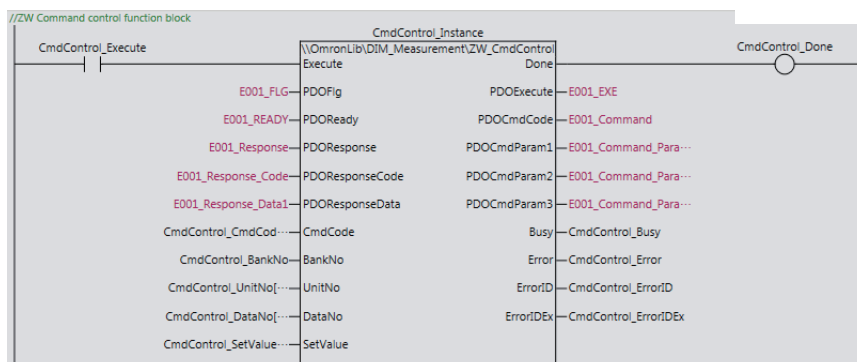 //ZW Command control function block
CmdControl_Instance
CmdControl_Execute \\OmronLib\DIM_Measurement\ZW_CmdControl CmdControl_Done
Execute Done
E001_FLG PDOFlg PDOExecute E001_EXE
E001_READY PDOReady PDOCmdCode E001_Command
E001_Response PDOResponse PDOCmdParam1 E001_Command_Para···
E001_Response_Code PDOResponseCode PDOCmdParam2 E001_Command_Para···
E001_Response_Data1 PDOResponseData PDOCmdParam3 E001_Command_Para···
CmdControl_CmdCod··· CmdCode Busy CmdControl_Busy
CmdControl_BankNo BankNo Error CmdControl_Error
CmdControl_UnitNo[··· UnitNo ErrorID CmdControl_ErrorID
CmdControl_DataNo[··· DataNo ErrorIDEx CmdControl_ErrorIDEx
CmdControl_SetValue··· SetValue